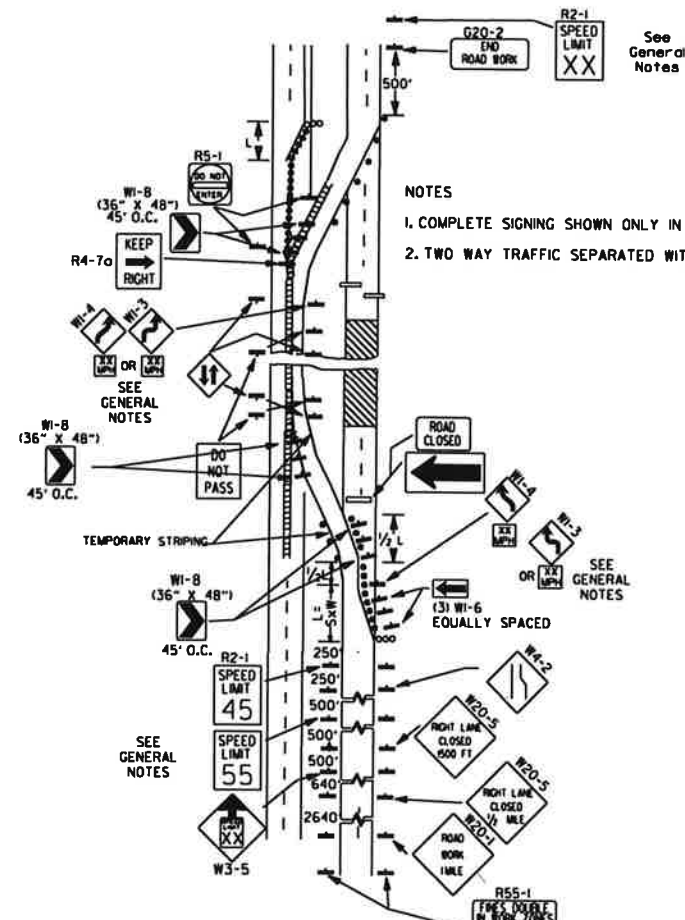 R2-1
SPEED
LIMIT
XX
See
General
Notes
G20-2
END
ROAD WORK
500'
L
R5-1
DO NOT
ENTER
W1-8
(36" X 48")
45' O.C.
KEEP
RIGHT
R4-7a
NOTES
1. COMPLETE SIGNING SHOWN ONLY IN
2. TWO WAY TRAFFIC SEPARATED WIT
W1-4
W1-3
XX
MPH
OR
XX
MPH
SEE
GENERAL
NOTES
W1-8
(36" X 48")
45' O.C.
DO
NOT
PASS
ROAD
CLOSED
TEMPORARY STRIPING
W1-4
XX
MPH
W1-3
OR
XX
MPH
SEE
GENERAL
NOTES
1/2 L
1/2 L
L=
SxW
W1-8
(36" X 48")
45' O.C.
(3) W1-6
EQUALLY SPACED
250'
250'
500'
500'
500'
640'
2640'
R2-1
SPEED
LIMIT
45
SEE
GENERAL
NOTES
SPEED
LIMIT
55
SPEED
LIMIT
XX
W3-5
W4-2
W20-5
RIGHT LANE
CLOSED
1500 FT
W20-5
RIGHT LANE
CLOSED
1/2 MILE
W20-1
ROAD
WORK
1 MILE
R55-1
FINES DOUBLE
IN WORK ZONES